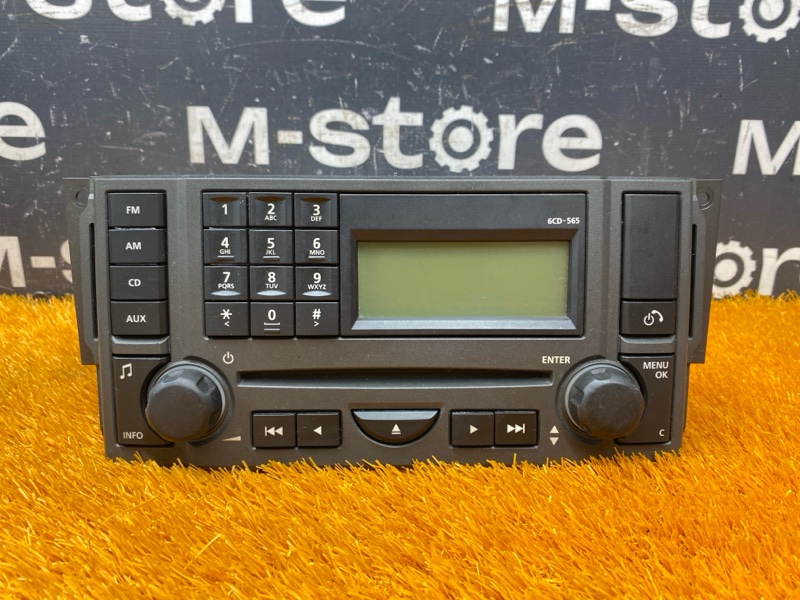 M-store
M-store
M-store
FM
AM
CD
AUX
1
2 ABC
3 DEF
4 GHI
5 JKL
6 MNO
7 PQRS
8 TUV
9 WXYZ
* <
0
# >
6CD-565
ENTER
MENU
OK
INFO
C